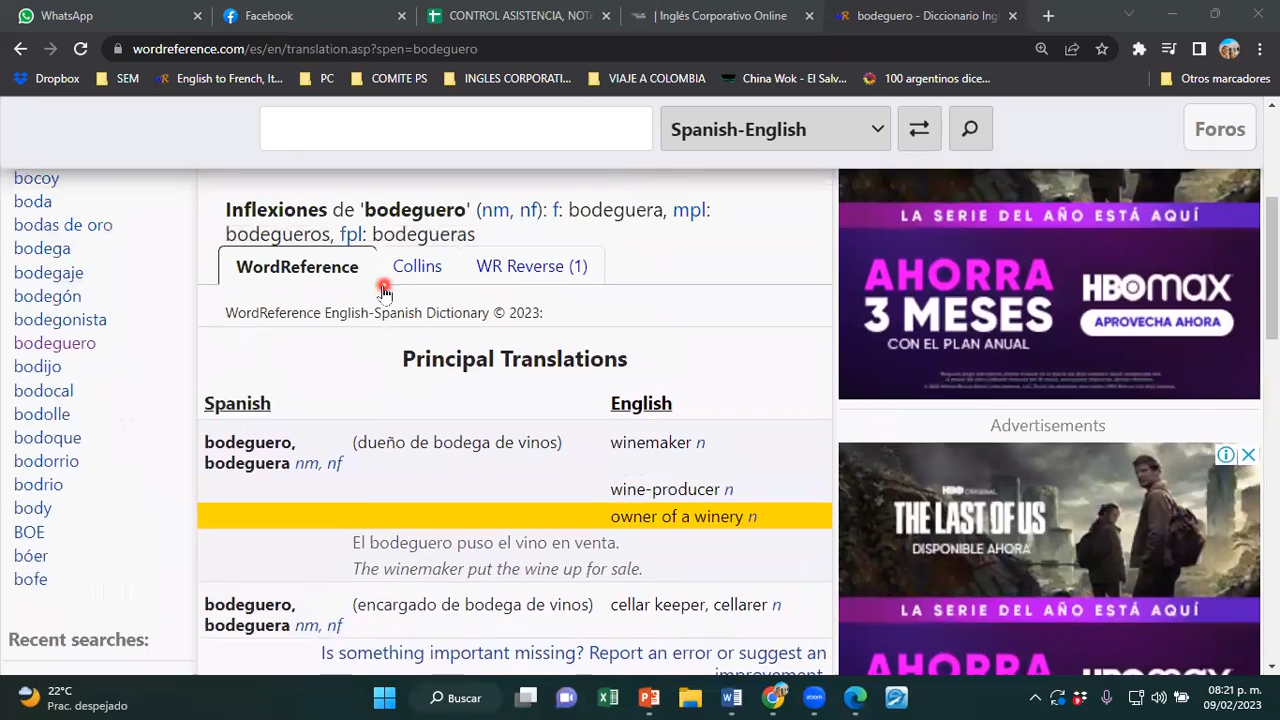 WhatsApp
Facebook
CONTROL ASISTENCIA, NOTA
| Inglés Corporativo Online
bodeguero - Diccionario Ingl
wordreference.com/es/en/translation.asp?spen=bodeguero
Dropbox
SEM
English to French, It...
PC
COMITE PS
INGLES CORPORATI...
VIAJE A COLOMBIA
China Wok - El Salv...
100 argentinos dice...
Otros marcadores
Spanish-English
Foros
bocoy
boda
bodas de oro
bodega
bodegaje
bodegón
bodegonista
bodeguero
bodijo
bodocal
bodolle
bodoque
bodorrio
bodrio
body
BOE
bóer
bofe
Recent searches:
Inflexiones de 'bodeguero' (nm, nf): f: bodeguera, mpl:
bodegueros, fpl: bodegueras
WordReference
Collins
WR Reverse (1)
WordReference English-Spanish Dictionary © 2023:
Principal Translations
Spanish
English
bodeguero,
(dueño de bodega de vinos)
winemaker n
bodeguera nm, nf
wine-producer n
owner of a winery n
El bodeguero puso el vino en venta.
The winemaker put the wine up for sale.
bodeguero,
(encargado de bodega de vinos)
cellar keeper, cellarer n
bodeguera nm, nf
Is something important missing? Report an error or suggest an
improvement.
LA SERIE DEL AÑO ESTÁ AQUÍ
AHORRA
3 MESES
CON EL PLAN ANUAL
HBOMAX
APROVECHA AHORA
Advertisements
HBO ORIGINAL
THE LAST OF US
DISPONIBLE AHORA
LA SERIE DEL AÑO ESTÁ AQUÍ
AHORRA
HBOMAX
22°C
Prac. despejado
Buscar
zoom
08:21 p. m.
09/02/2023